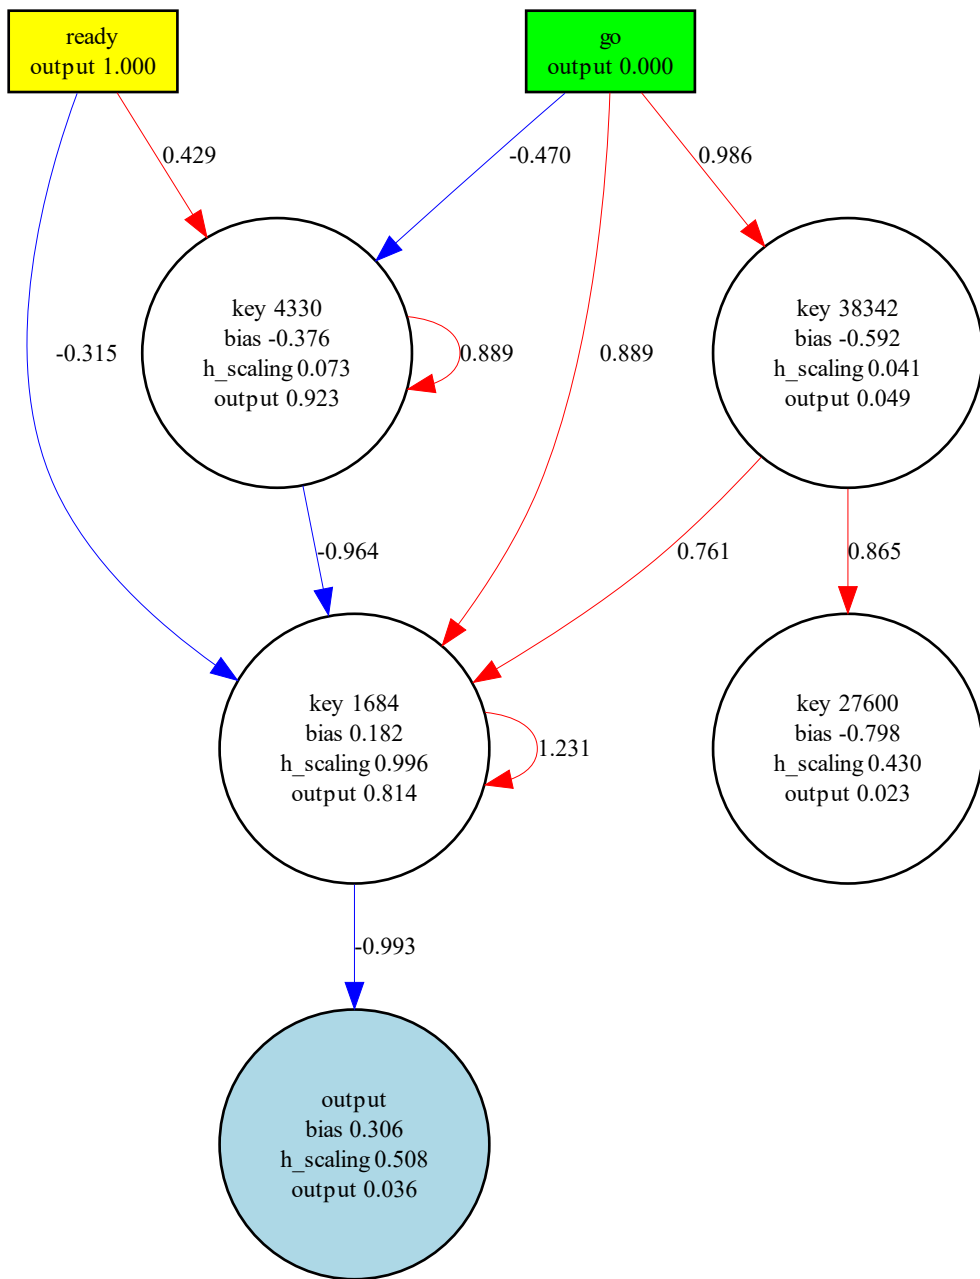 ready
output 1.000
go
output 0.000
0.429
-0.470
0.986
key 4330
bias -0.376
h_scaling 0.073
output 0.923
key 38342
bias -0.592
h_scaling 0.041
output 0.049
-0.315
0.889
0.889
-0.964
0.761
0.865
key 1684
bias 0.182
h_scaling 0.996
output 0.814
1.231
key 27600
bias -0.798
h_scaling 0.430
output 0.023
-0.993
output
bias 0.306
h_scaling 0.508
output 0.036